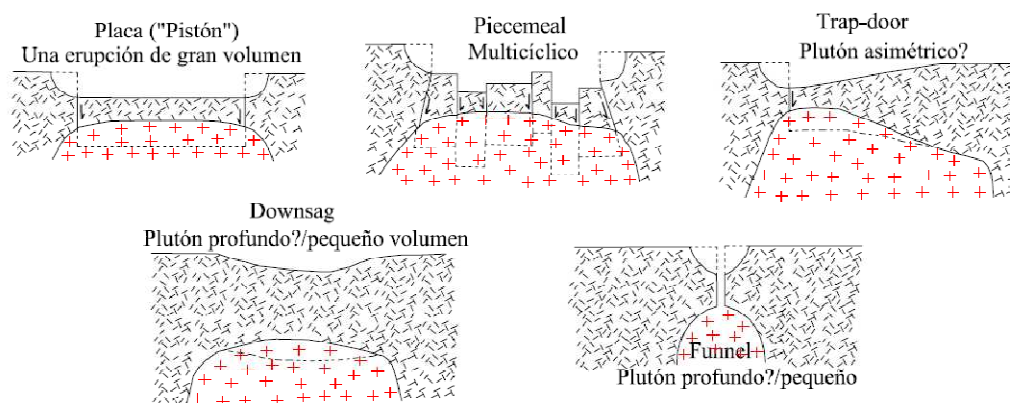 Placa ("Pistón")
Una erupción de gran volumen
Piecemeal
Multicíclico
Trap-door
Plutón asimétrico?
Downsag
Plutón profundo?/pequeño volumen
Funnel
Plutón profundo?/pequeño